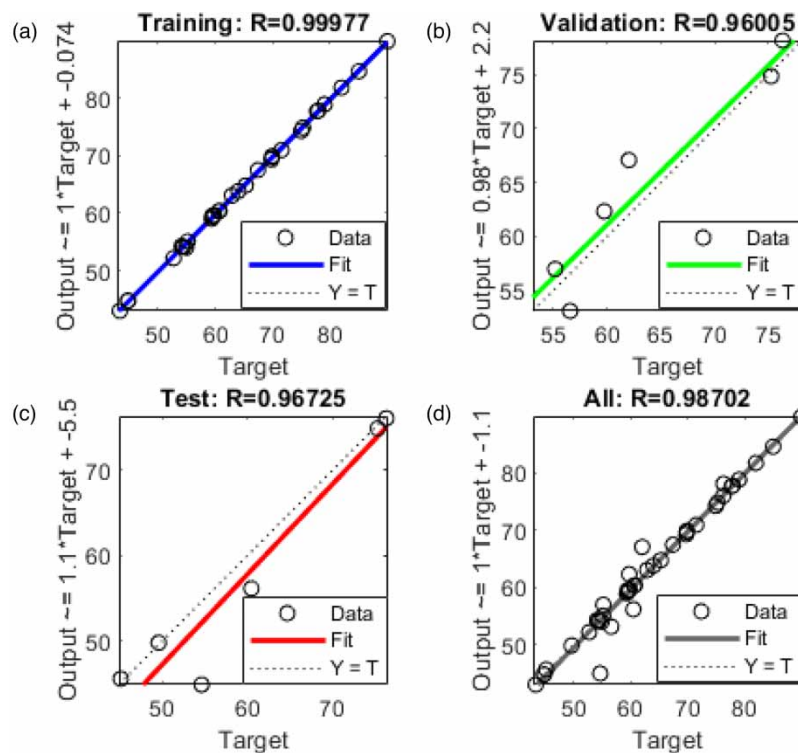 (a)
Training: R=0.99977
Output ~= 1*Target + -0.074
80
70
60
50
50 60 70 80
Target
Data
Fit
Y = T
(b)
Validation: R=0.96005
Output ~= 0.98*Target + 2.2
75
70
65
60
55
55 60 65 70 75
Target
Data
Fit
Y = T
(c)
Test: R=0.96725
Output ~= 1.1*Target + -5.5
70
60
50
50 60 70
Target
Data
Fit
Y = T
(d)
All: R=0.98702
Output ~= 1*Target + -1.1
80
70
60
50
50 60 70 80
Target
Data
Fit
Y = T